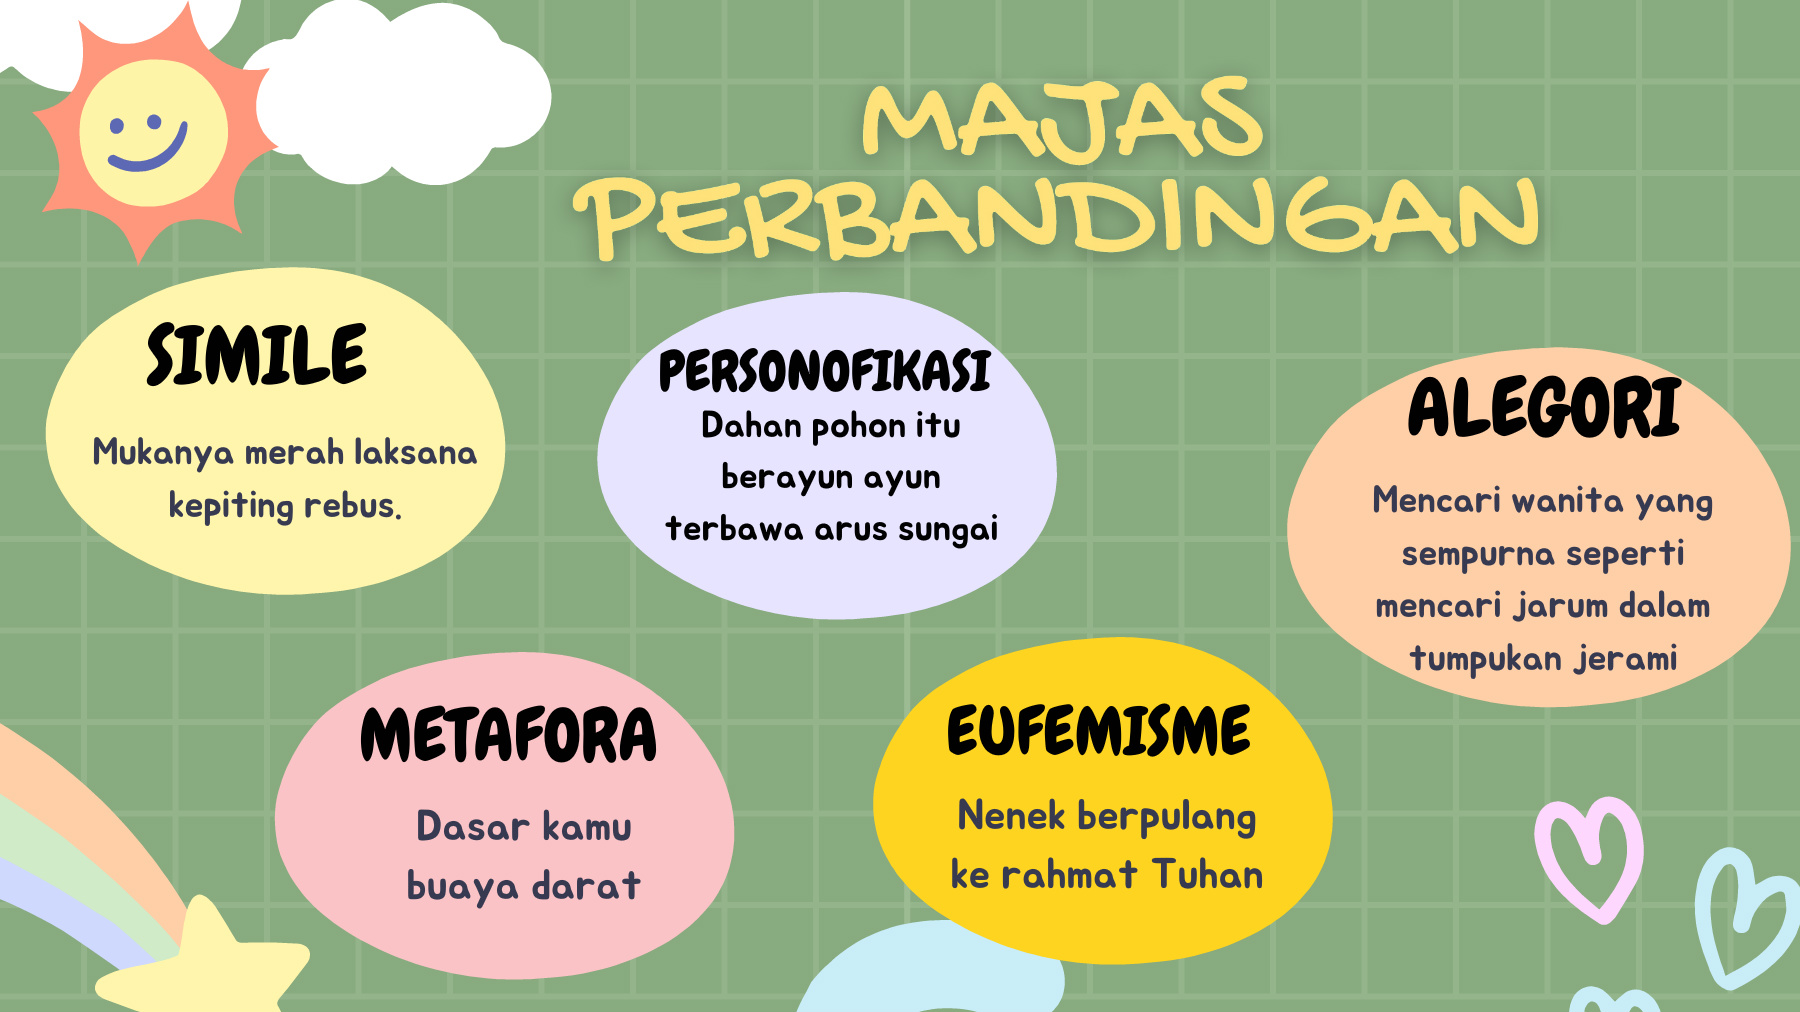 MAJAS
PERBANDINGAN
SIMILE
Mukanya merah laksana
kepiting rebus.
PERSONOFIKASI
Dahan pohon itu
berayun ayun
terbawa arus sungai
ALEGORI
Mencari wanita yang
sempurna seperti
mencari jarum dalam
tumpukan jerami
METAFORA
Dasar kamu
buaya darat
EUFEMISME
Nenek berpulang
ke rahmat Tuhan